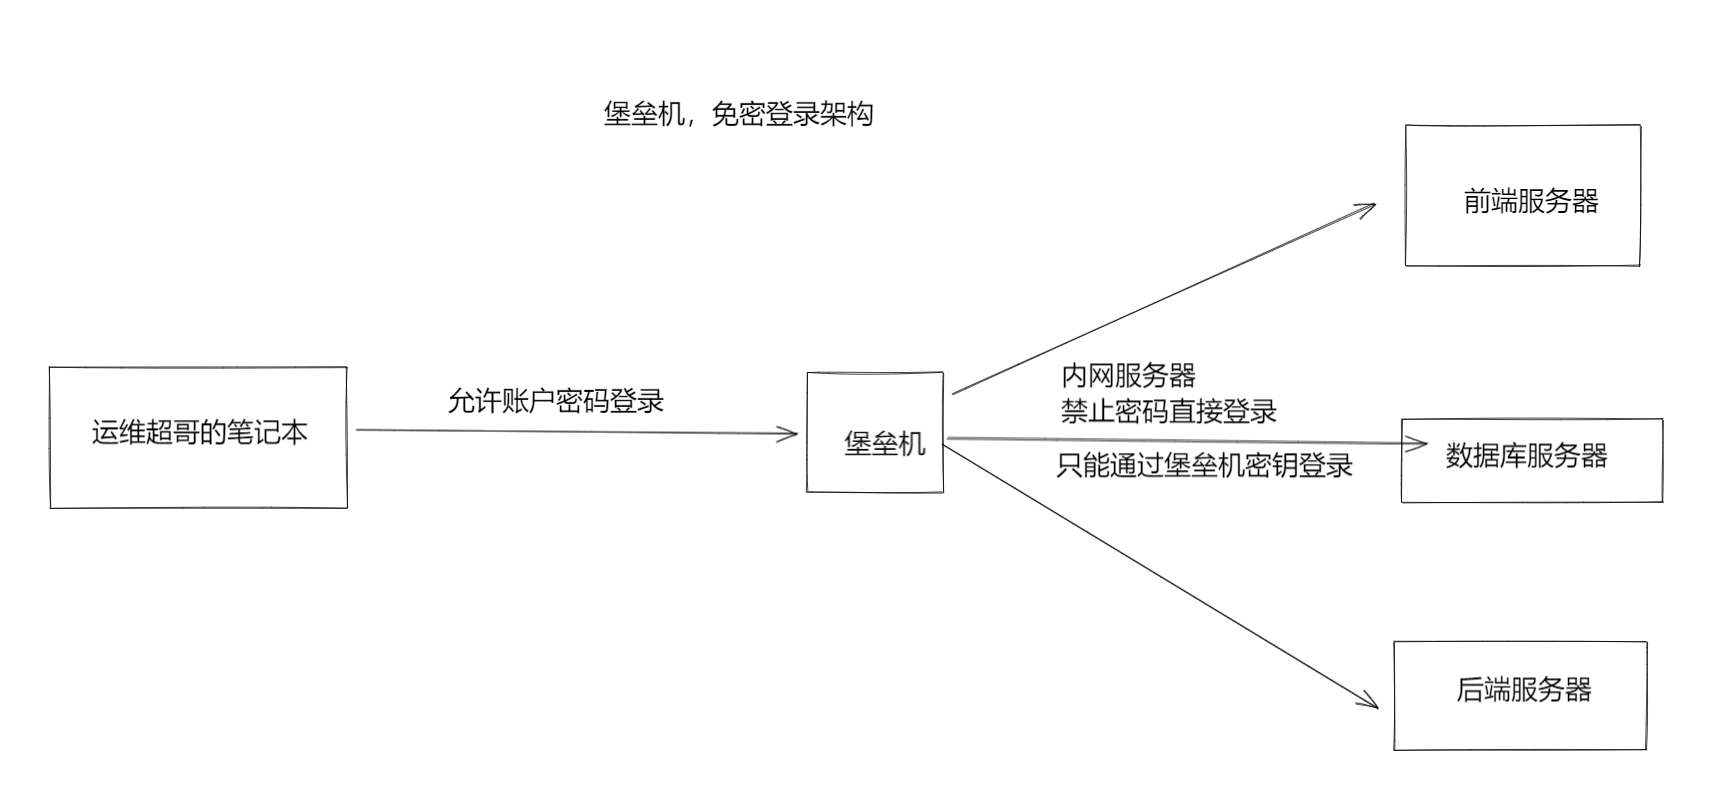 堡垒机，免密登录架构
前端服务器
内网服务器
禁止密码直接登录
允许账户密码登录
运维超哥的笔记本
堡垒机
数据库服务器
只能通过堡垒机密钥登录
后端服务器